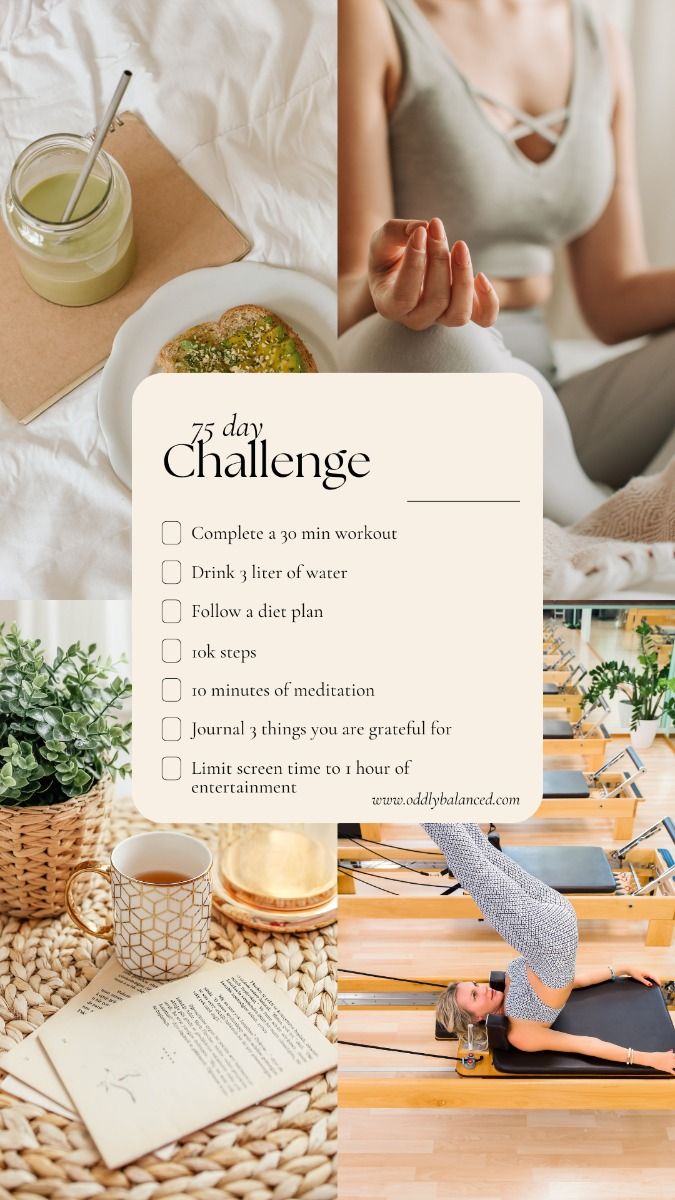 75 day
Challenge
Complete a 30 min workout
Drink 3 liter of water
Follow a diet plan
10k steps
10 minutes of meditation
Journal 3 things you are grateful for
Limit screen time to 1 hour of
entertainment
www.oddlybalanced.com